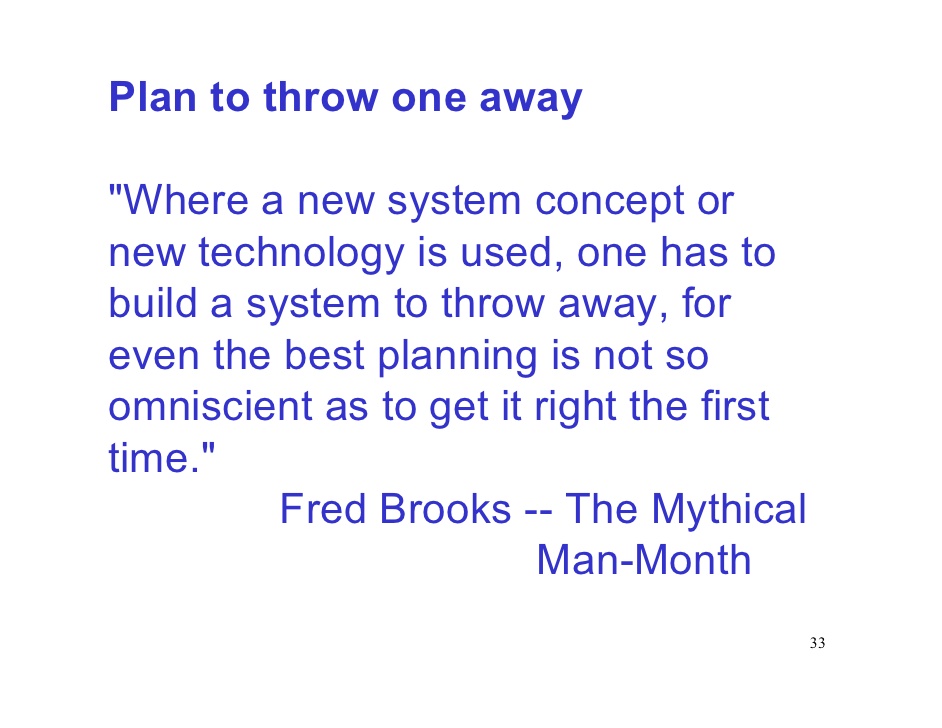 Plan to throw one away
"Where a new system concept or
new technology is used, one has to
build a system to throw away, for
even the best planning is not so
omniscient as to get it right the first
time."
Fred Brooks -- The Mythical
Man-Month
33